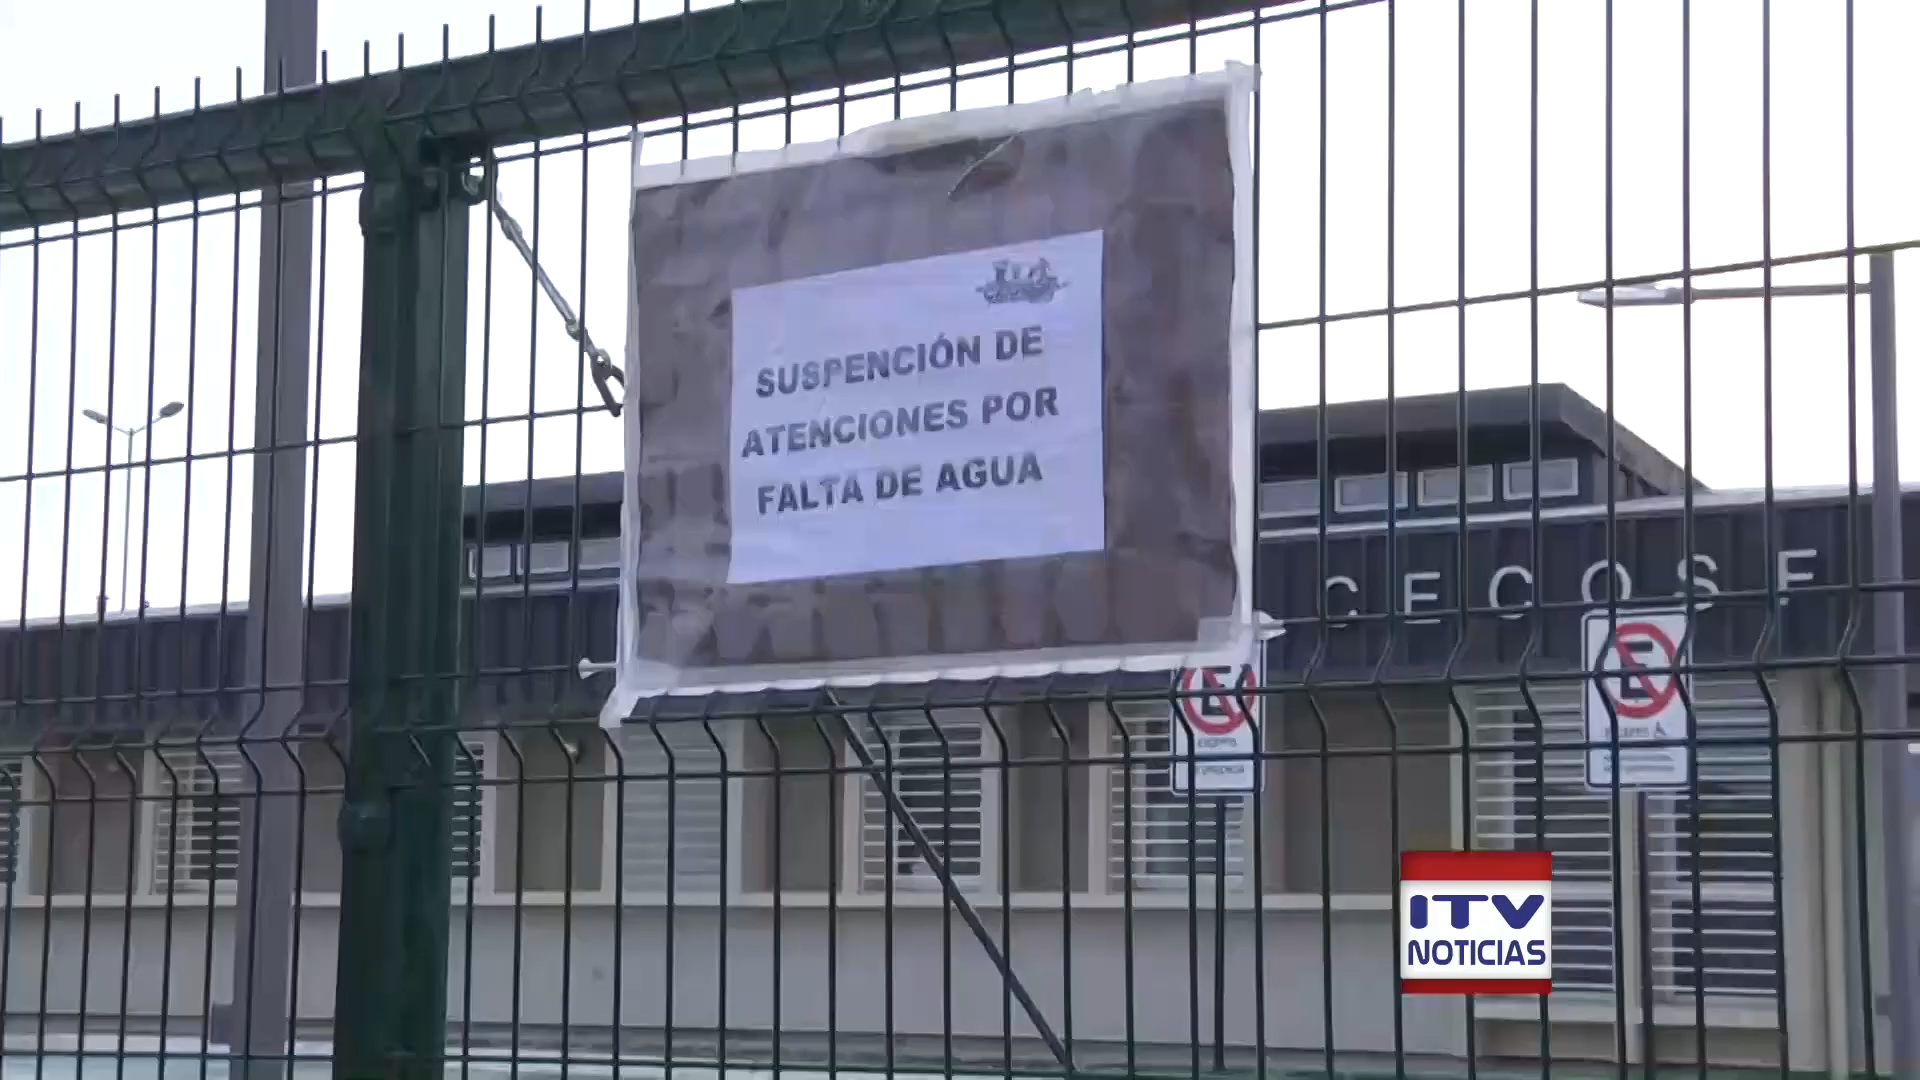 SUSPENCIÓN DE
ATENCIONES POR
FALTA DE AGUA
CECOSF
E
E
ITV
NOTICIAS